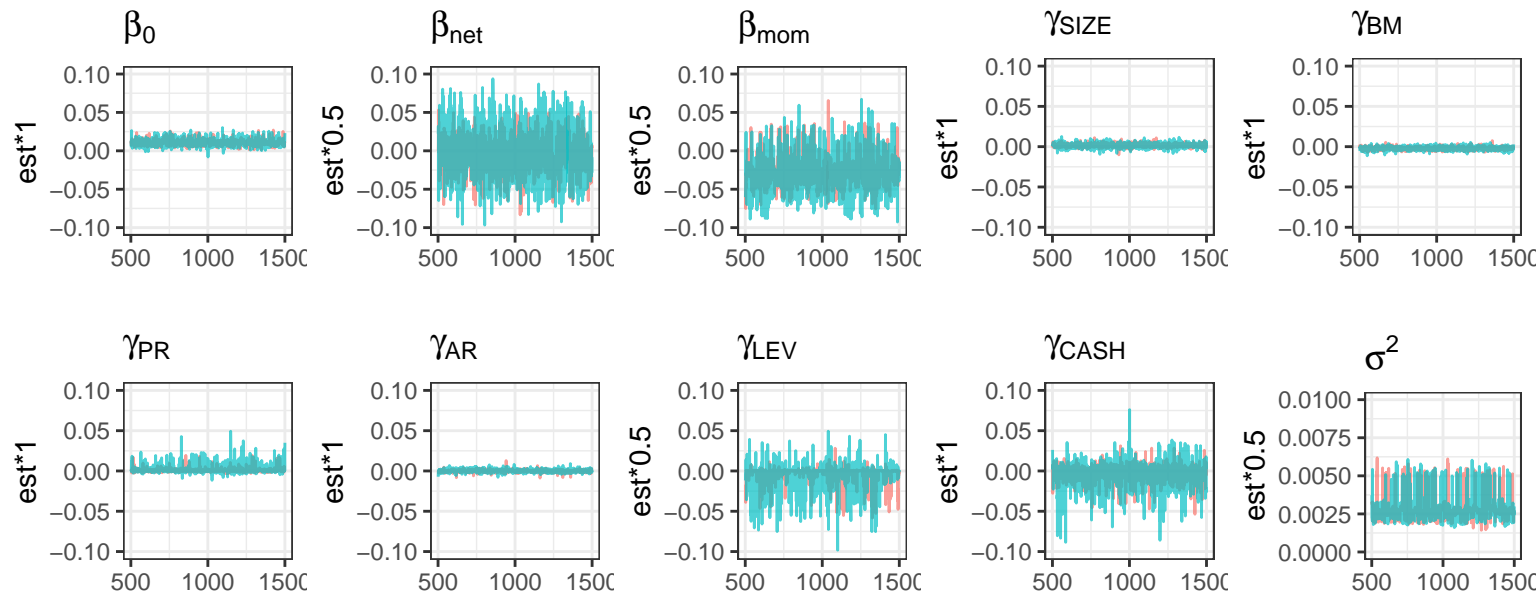 β0 βnet βmom γSIZE γBM
est*1 0.10 0.05 0.00 −0.05 −0.10 500 1000 1500
est*0.5 0.10 0.05 0.00 −0.05 −0.10 500 1000 1500
est*0.5 0.10 0.05 0.00 −0.05 −0.10 500 1000 1500
est*1 0.10 0.05 0.00 −0.05 −0.10 500 1000 1500
est*1 0.10 0.05 0.00 −0.05 −0.10 500 1000 1500
γPR γAR γLEV γCASH σ2
est*1 0.10 0.05 0.00 −0.05 −0.10 500 1000 1500
est*1 0.10 0.05 0.00 −0.05 −0.10 500 1000 1500
est*0.5 0.10 0.05 0.00 −0.05 −0.10 500 1000 1500
est*1 0.10 0.05 0.00 −0.05 −0.10 500 1000 1500
est*0.5 0.0100 0.0075 0.0050 0.0025 0.0000 500 1000 1500